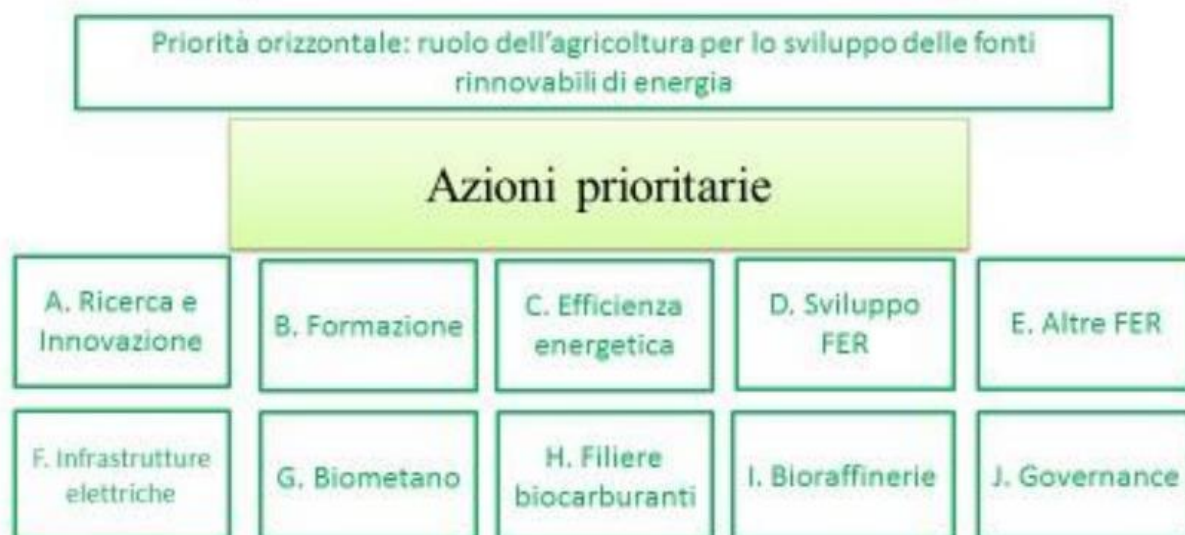 Priorità orizzontale: ruolo dell'agricoltura per lo sviluppo delle fonti
rinnovabili di energia
Azioni prioritarie
A. Ricerca e
Innovazione
B. Formazione
C. Efficienza
energetica
D. Sviluppo
FER
E. Altre FER
F. Infrastrutture
elettriche
G. Biometano
H. Filiere
biocarburanti
I. Bioraffinerie
J. Governance